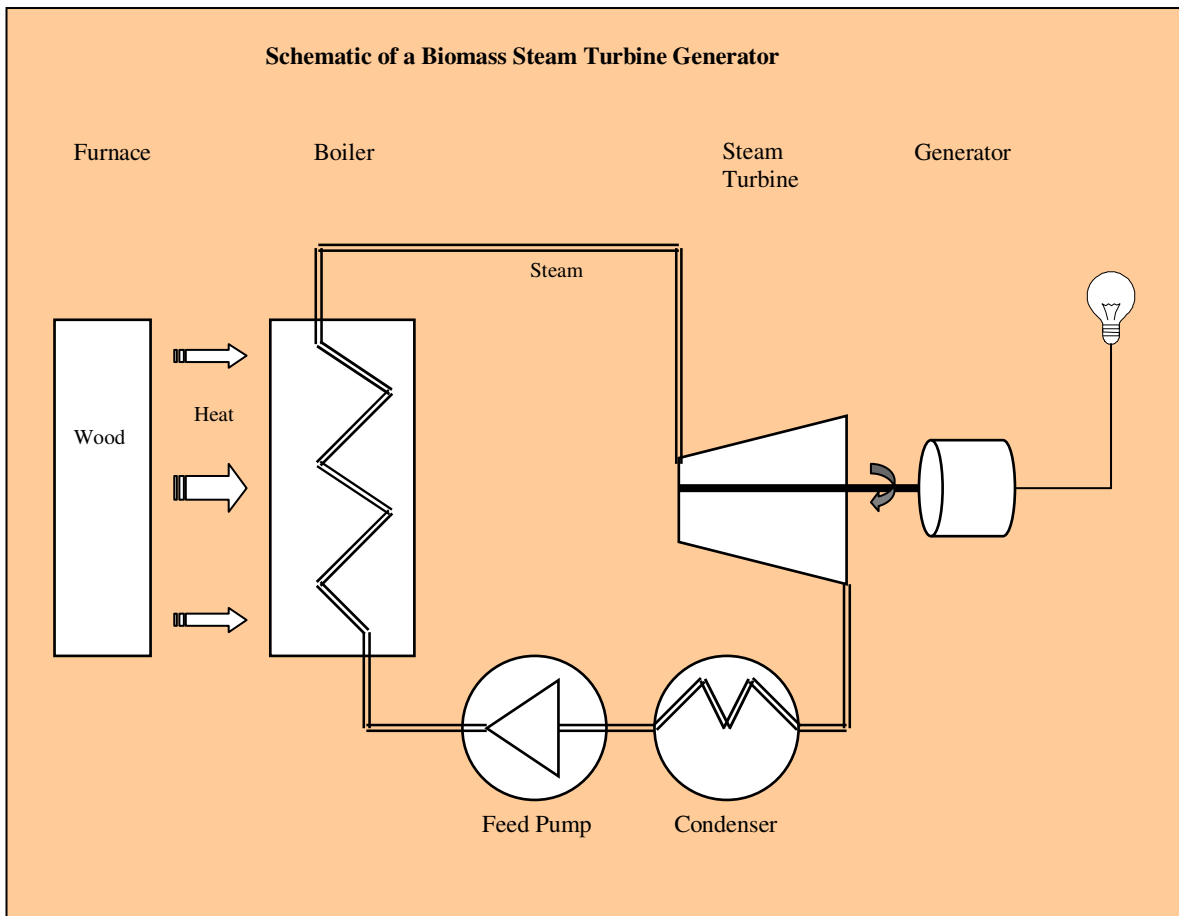 Schematic of a Biomass Steam Turbine Generator
Furnace
Boiler
Steam
Turbine
Generator
Steam
Heat
Wood
Feed Pump
Condenser